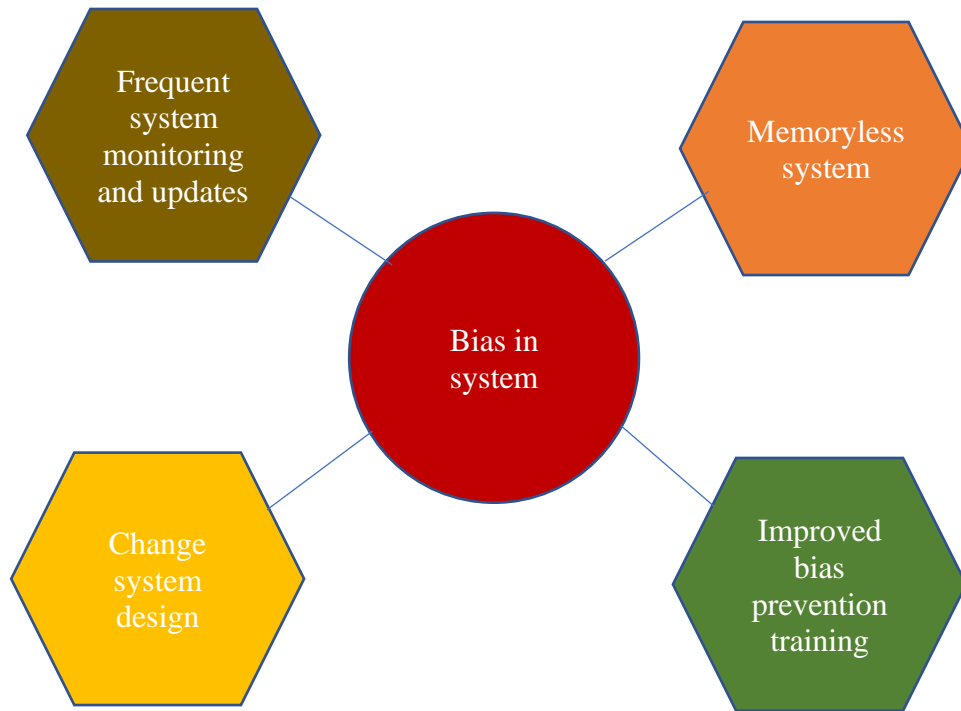 Frequent
system
monitoring
and updates
Memoryless
system
Bias in
system
Change
system
design
Improved
bias
prevention
training